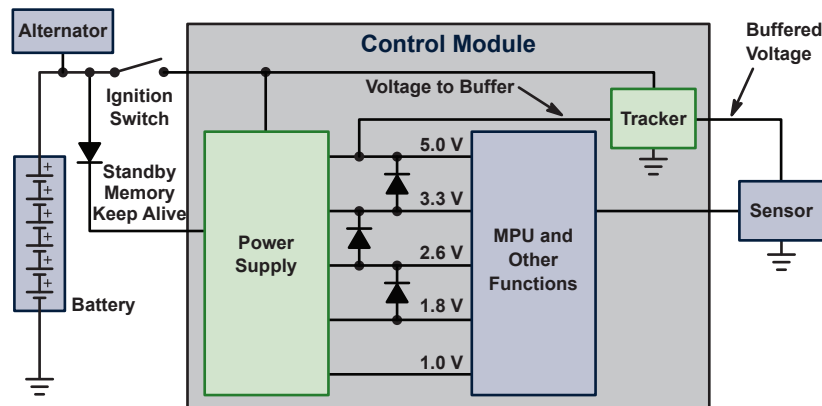 Alternator
Control Module
Buffered
Voltage
Ignition
Switch
Voltage to Buffer
Tracker
Standby
Memory
Keep Alive
5.0 V
3.3 V
2.6 V
1.8 V
1.0 V
Power
Supply
MPU and
Other
Functions
Sensor
Battery
+
+
+
+
+
+